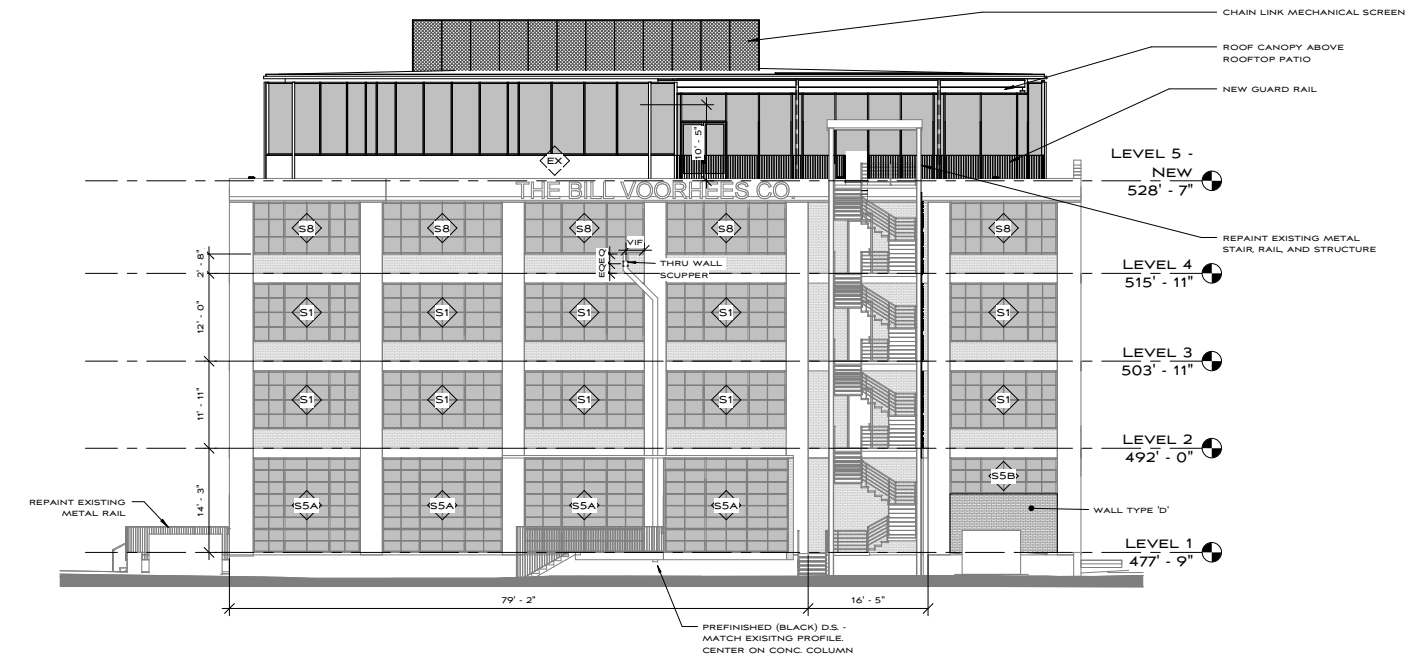 CHAIN LINK MECHANICAL SCREEN
ROOF CANOPY ABOVE
ROOFTOP PATIO
NEW GUARD RAIL
10' - 5"
EX
LEVEL 5 -
NEW
528' - 7"
THE BILL VOORHEES CO.
S8
S8
S8
S8
S8
VIF
EQ
EQ
THRU WALL
SCUPPER
REPAINT EXISTING METAL
STAIR, RAIL, AND STRUCTURE
2' - 8"
LEVEL 4
515' - 11"
12' - 0"
S1
S1
S1
S1
S1
LEVEL 3
503' - 11"
11' - 11"
S1
S1
S1
S1
S1
LEVEL 2
492' - 0"
14' - 3"
S5A
S5A
S5A
S5A
S5B
REPAINT EXISTING
METAL RAIL
WALL TYPE 'D'
LEVEL 1
477' - 9"
79' - 2"
16' - 5"
PREFINISHED (BLACK) D.S. -
MATCH EXISITNG PROFILE.
CENTER ON CONC. COLUMN